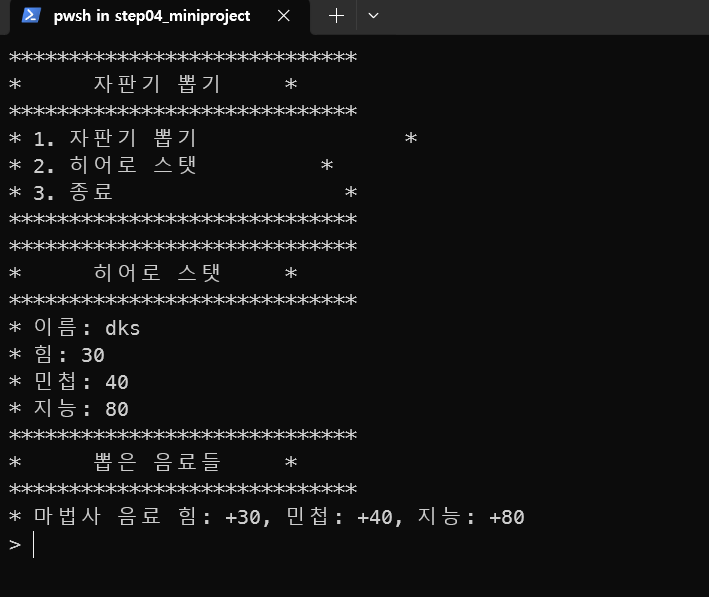 pwsh in step04_miniproject
*****************************
*      자판기 뽑기     *
*****************************
* 1. 자판기 뽑기                 *
* 2. 히어로 스탯          *
* 3. 종료                   *
*****************************
*****************************
*      히어로 스탯     *
*****************************
* 이름: dks
* 힘: 30
* 민첩: 40
* 지능: 80
*****************************
*      뽑은 음료들     *
*****************************
* 마법사 음료 힘: +30, 민첩: +40, 지능: +80
>